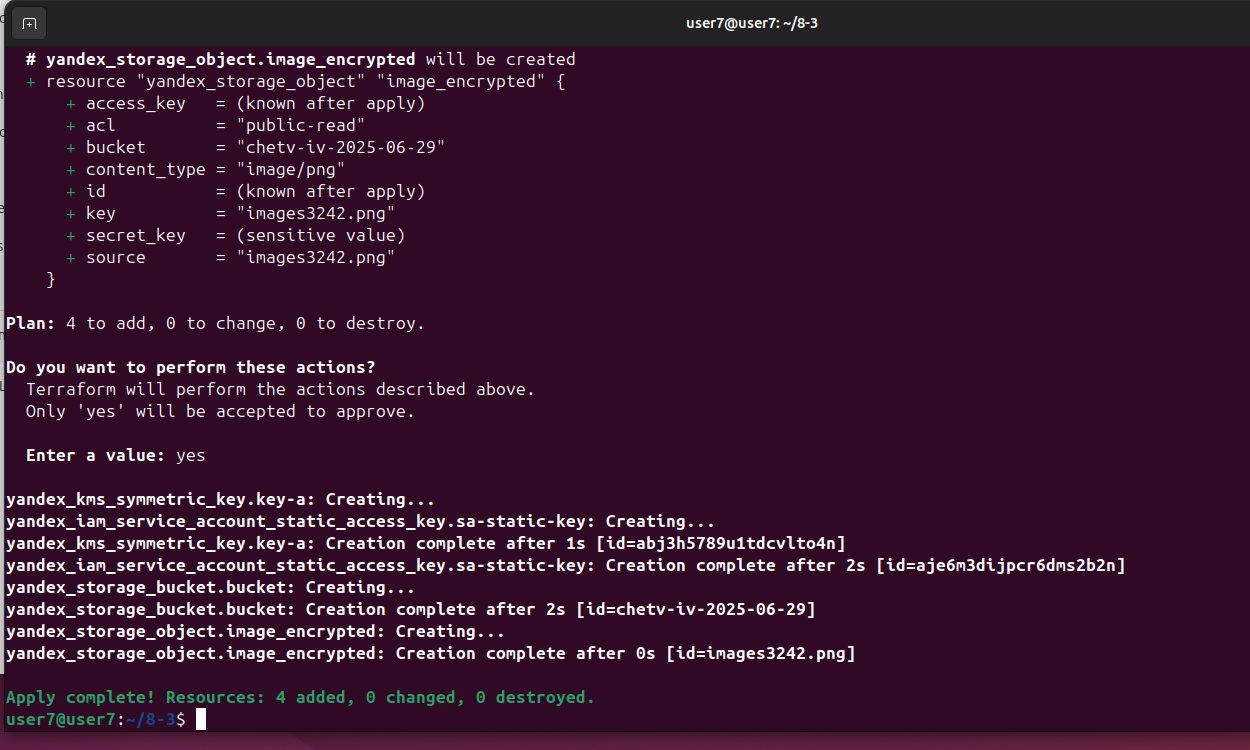 user7@user7: ~/8-3
# yandex_storage_object.image_encrypted will be created
+ resource "yandex_storage_object" "image_encrypted" {
+ access_key = (known after apply)
+ acl = "public-read"
+ bucket = "chetv-iv-2025-06-29"
+ content_type = "image/png"
+ id = (known after apply)
+ key = "images3242.png"
+ secret_key = (sensitive value)
+ source = "images3242.png"
}
Plan: 4 to add, 0 to change, 0 to destroy.
Do you want to perform these actions?
Terraform will perform the actions described above.
Only 'yes' will be accepted to approve.
Enter a value: yes
yandex_kms_symmetric_key.key-a: Creating...
yandex_iam_service_account_static_access_key.sa-static-key: Creating...
yandex_kms_symmetric_key.key-a: Creation complete after 1s [id=abj3h5789u1tdcvlto4n]
yandex_iam_service_account_static_access_key.sa-static-key: Creation complete after 2s [id=aje6m3dijpcr6dms2b2n]
yandex_storage_bucket.bucket: Creating...
yandex_storage_bucket.bucket: Creation complete after 2s [id=chetv-iv-2025-06-29]
yandex_storage_object.image_encrypted: Creating...
yandex_storage_object.image_encrypted: Creation complete after 0s [id=images3242.png]
Apply complete! Resources: 4 added, 0 changed, 0 destroyed.
user7@user7:~/8-3$